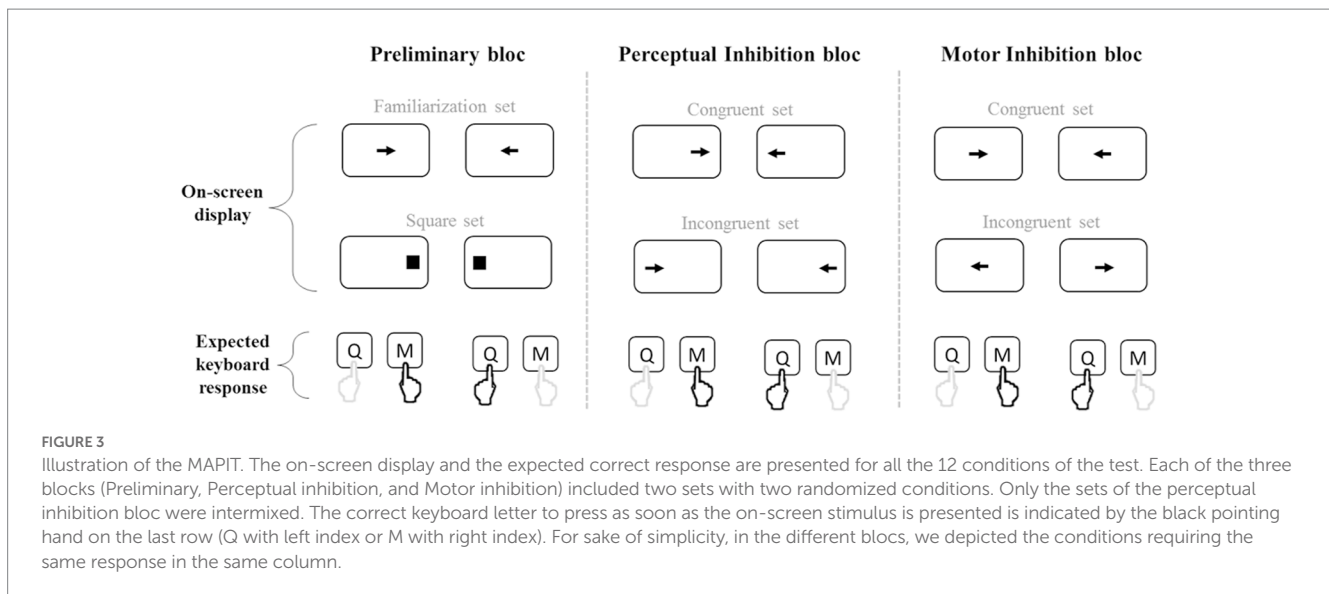 Preliminary bloc
Perceptual Inhibition bloc
Motor Inhibition bloc
Familiarization set
Congruent set
Congruent set
On-screen
display
Square set
Incongruent set
Incongruent set
Expected
keyboard
response
Q M Q M
Q M Q M
Q M Q M
FIGURE 3
Illustration of the MAPIT. The on-screen display and the expected correct response are presented for all the 12 conditions of the test. Each of the three
blocks (Preliminary, Perceptual inhibition, and Motor inhibition) included two sets with two randomized conditions. Only the sets of the perceptual
inhibition bloc were intermixed. The correct keyboard letter to press as soon as the on-screen stimulus is presented is indicated by the black pointing
hand on the last row (Q with left index or M with right index). For sake of simplicity, in the different blocs, we depicted the conditions requiring the
same response in the same column.